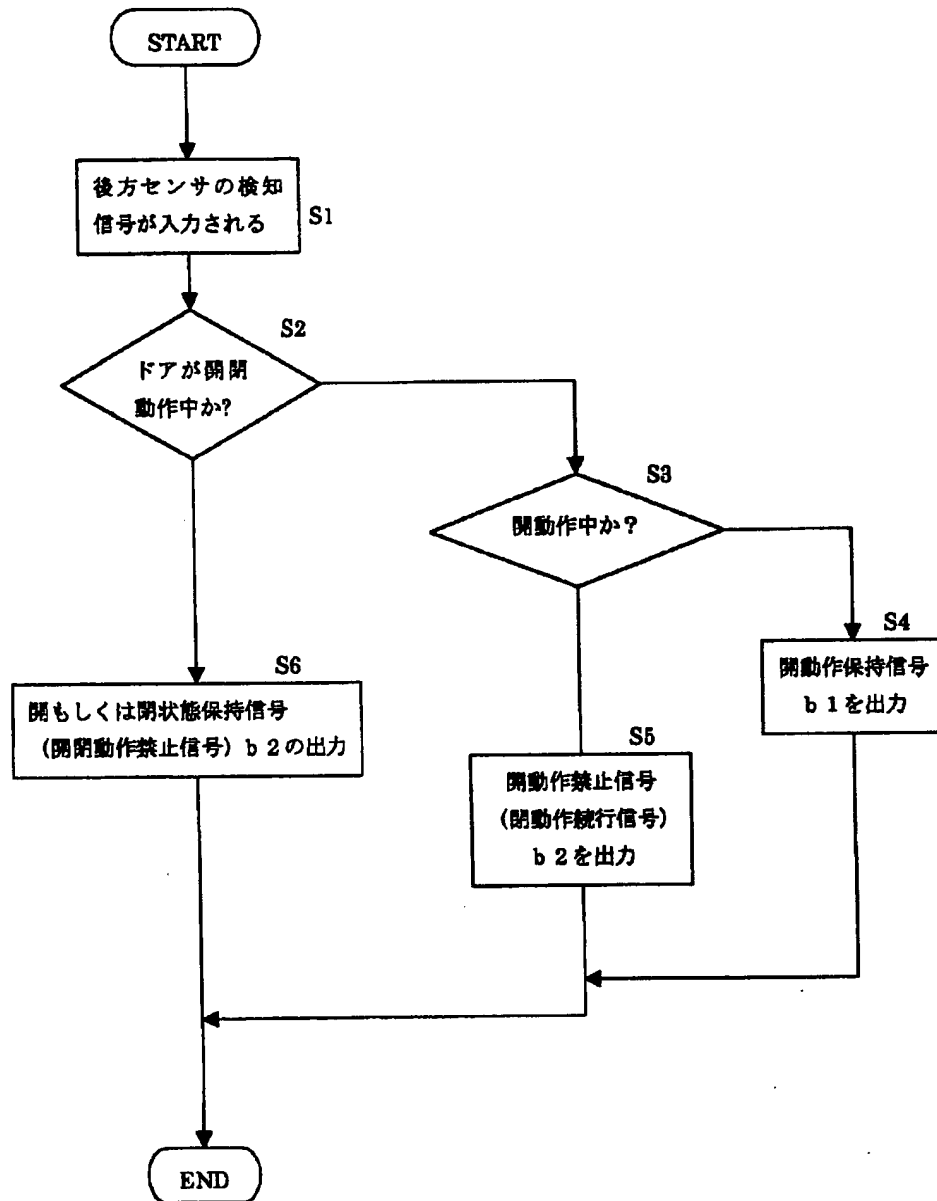 START
後方センサの検知
信号が入力される
S1
S2
ドアが開閉
動作中か?
S3
開動作中か？
S4
開動作保持信号
b1を出力
S6
開もしくは閉状態保持信号
(開閉動作禁止信号) b2の出力
S5
開動作禁止信号
(閉動作続行信号)
b2を出力
END